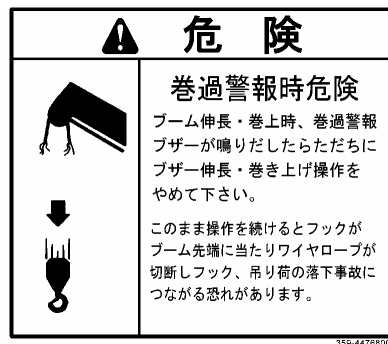 危 険
巻過警報時危険
ブーム伸長・巻上時、巻過警報
ブザーが鳴りだしたらただちに
ブザー伸長・巻き上げ操作を
やめて下さい。
このまま操作を続けるとフックが
ブーム先端に当たりワイヤロープが
切断しフック、吊り荷の落下事故に
つながる恐れがあります。